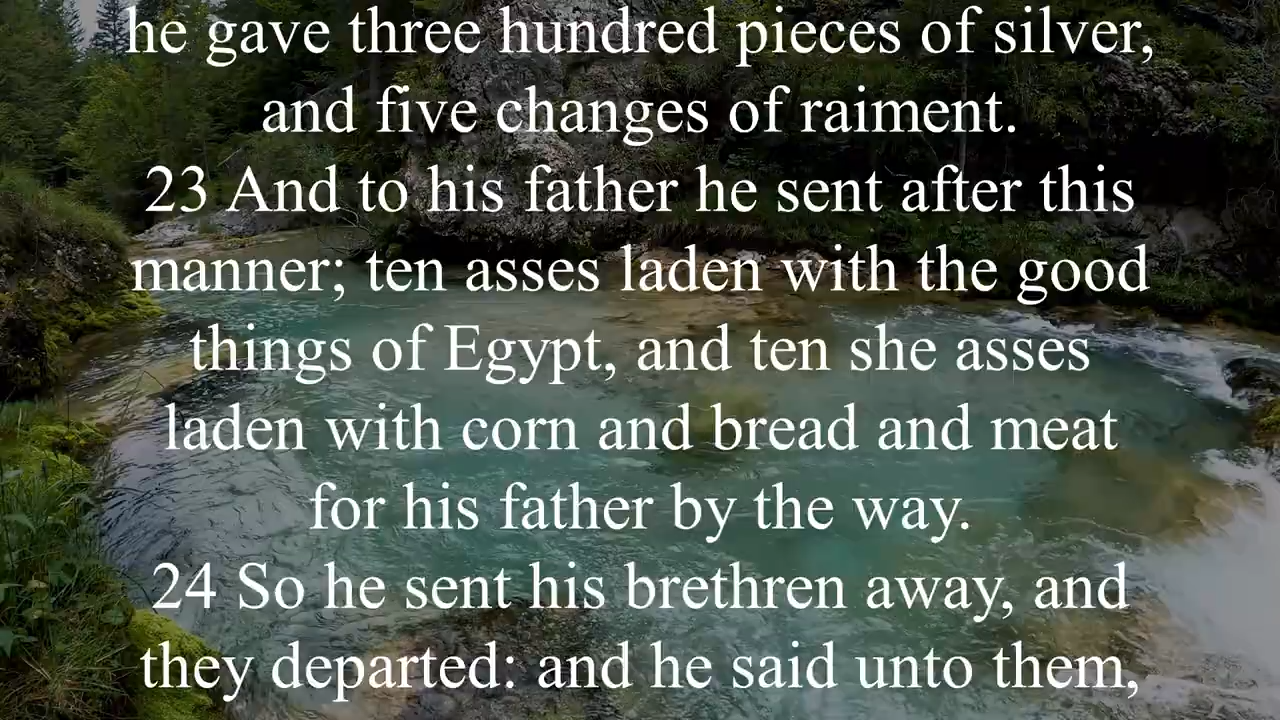 he gave three hundred pieces of silver,
and five changes of raiment.
23 And to his father he sent after this
manner; ten asses laden with the good
things of Egypt, and ten she asses
laden with corn and bread and meat
for his father by the way.
24 So he sent his brethren away, and
they departed: and he said unto them,